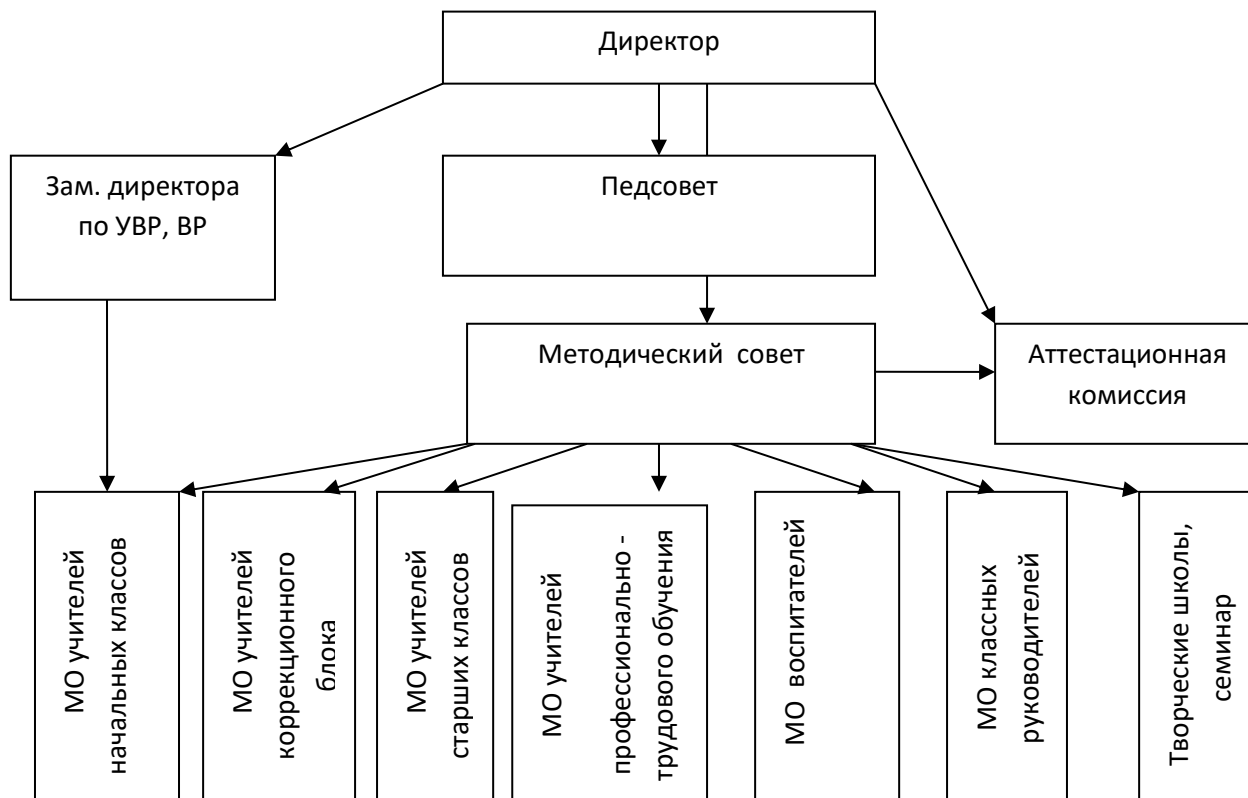 Директор
Зам. директора
по УВР, ВР
Педсовет
Методический совет
Аттестационная
комиссия
МО учителей
начальных классов
МО учителей
коррекционного
блока
МО учителей
старших классов
МО учителей
профессионально -
трудового обучения
МО воспитателей
МО классных
руководителей
Творческие школы,
семинар